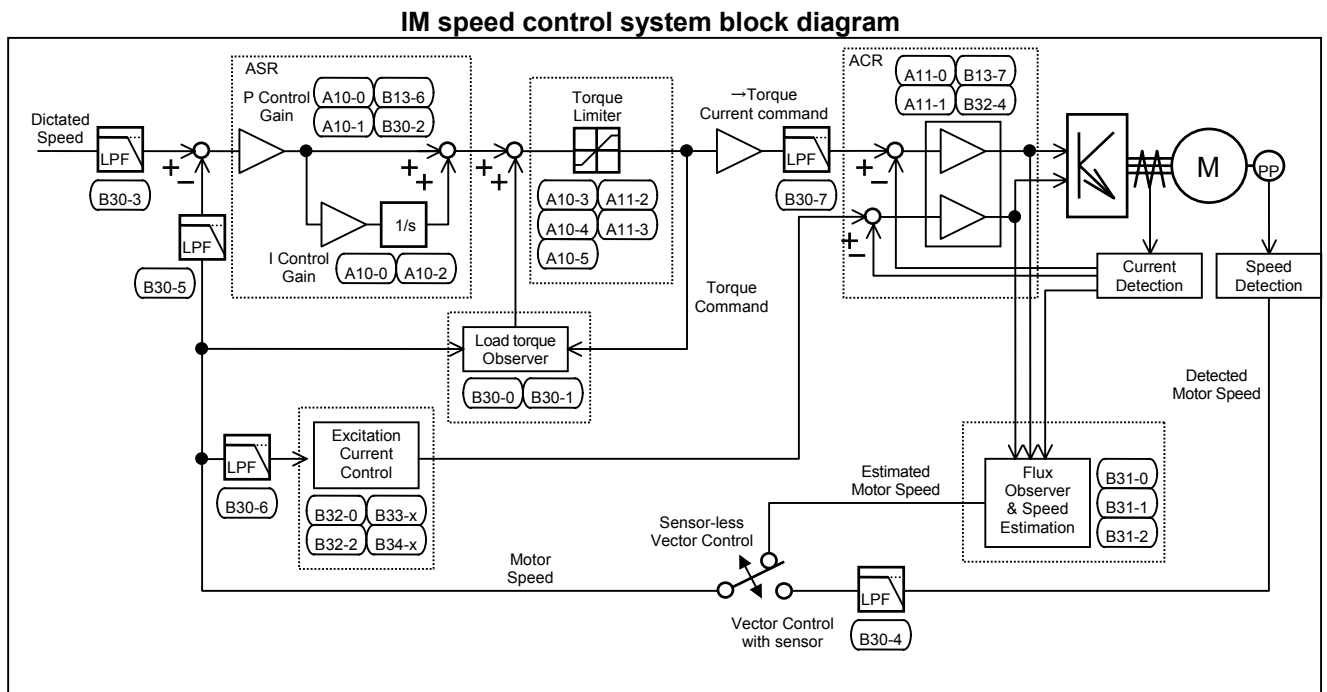 IM speed control system block diagram
ASR
P Control
Gain
A10-0 B13-6
A10-1 B30-2
Dictated
Speed
LPF
B30-3
+
−
LPF
B30-5
I Control
Gain
1/s
A10-0 A10-2
+
+
+
+
Torque
Limiter
A10-3 A11-2
A10-4 A11-3
A10-5
Torque
Command
→Torque
Current command
LPF
B30-7
ACR
A11-0 B13-7
A11-1 B32-4
+
−
+
−
M
PP
Current
Detection
Speed
Detection
Load torque
Observer
B30-0 B30-1
Detected
Motor Speed
LPF
B30-6
Excitation
Current
Control
B32-0 B33-x
B32-2 B34-x
Estimated
Motor Speed
Flux
Observer
& Speed
Estimation
B31-0
B31-1
B31-2
Sensor-less
Vector Control
Motor
Speed
Vector Control
with sensor
LPF
B30-4